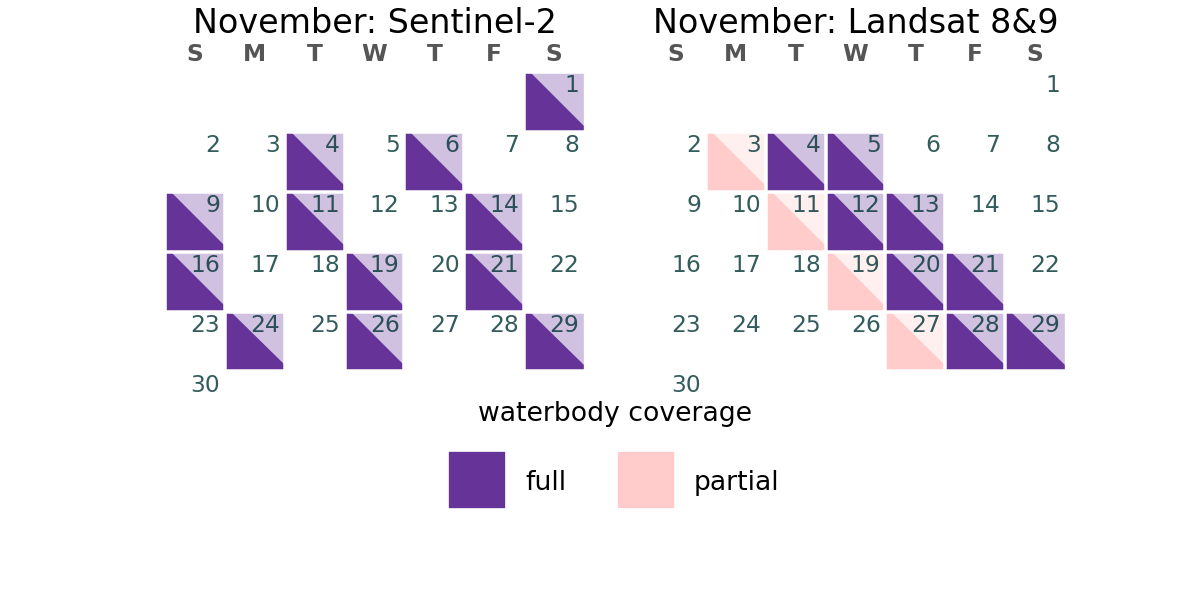 November: Sentinel-2
S M T W T F S
1
2 3 4 5 6 7 8
9 10 11 12 13 14 15
16 17 18 19 20 21 22
23 24 25 26 27 28 29
30
November: Landsat 8&9
S M T W T F S
1
2 3 4 5 6 7 8
9 10 11 12 13 14 15
16 17 18 19 20 21 22
23 24 25 26 27 28 29
30
waterbody coverage
full
partial